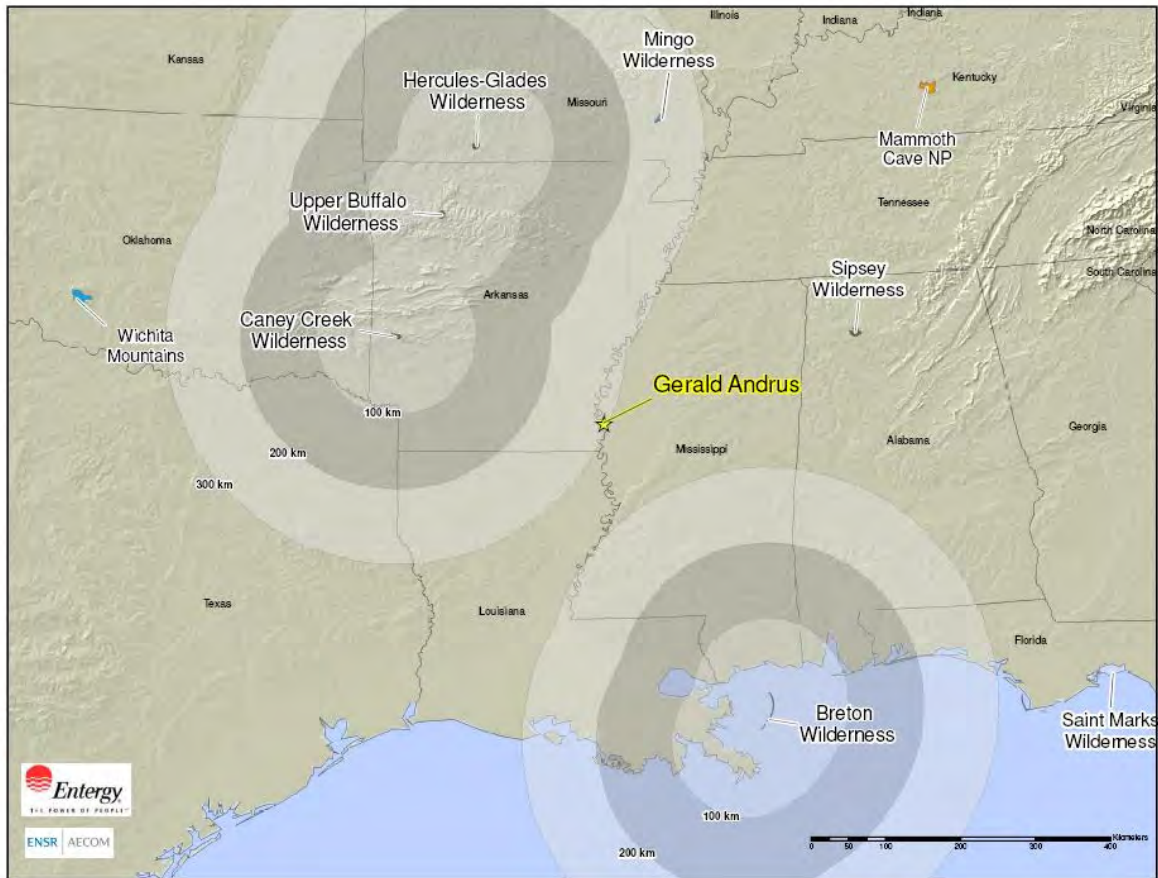 Illinois
Indiana
Indiana
Mingo
Wilderness
Kansas
Hercules-Glades
Wilderness
Missouri
Kentucky
Virginia
Mammoth
Cave NP
Upper Buffalo
Wilderness
Tennessee
North Carolina
Oklahoma
Sipsey
Wilderness
South Carolina
Arkansas
Caney Creek
Wilderness
Wichita
Mountains
Gerald Andrus
100 km
Georgia
Mississippi
Alabama
200 km
300 km
Texas
Louisiana
Florida
Breton
Wilderness
Saint Marks
Wilderness
Entergy
THE POWER OF PEOPLE
ENSR | AECOM
100 km
200 km
Kilometers
0 25 50 100 200 300 400